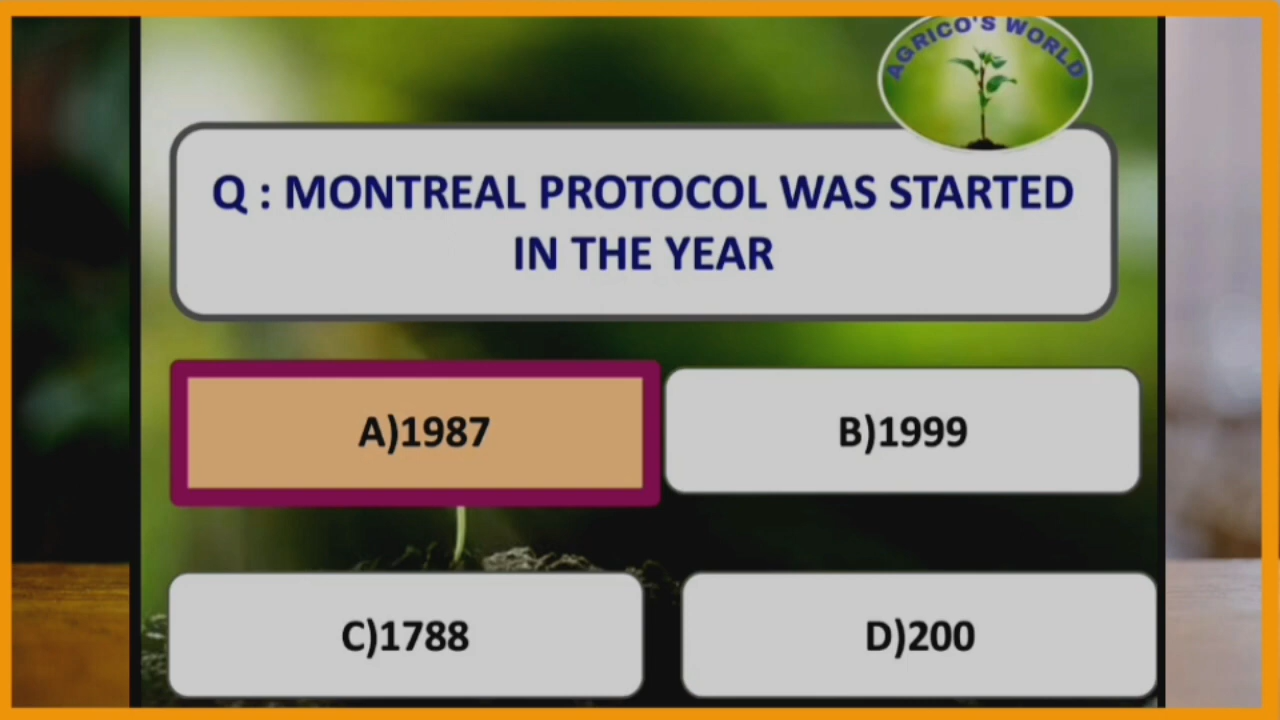 AGRICO'S WORLD
Q : MONTREAL PROTOCOL WAS STARTED
IN THE YEAR
A)1987
B)1999
C)1788
D)200